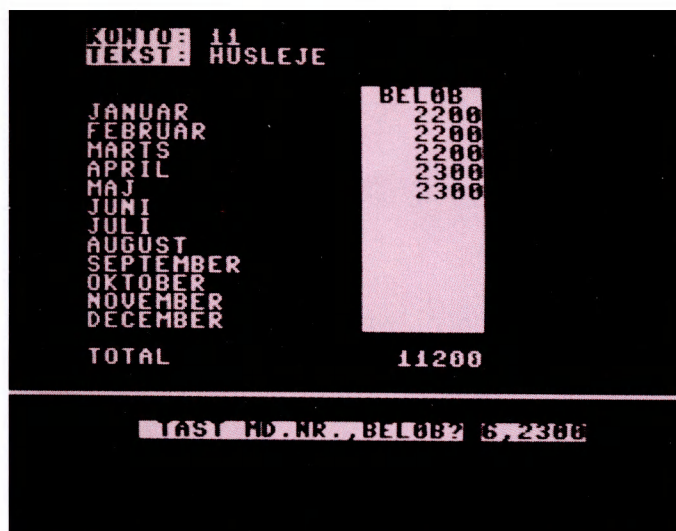 KONTO: 11
TEKST: HUSLEJE
BELØB
JANUAR 2200
FEBRUAR 2200
MARTS 2200
APRIL 2300
MAJ 2300
JUNI
JULI
AUGUST
SEPTEMBER
OKTOBER
NOVEMBER
DECEMBER
TOTAL 11200
TAST MD.NR.,BELØB? 6,2300